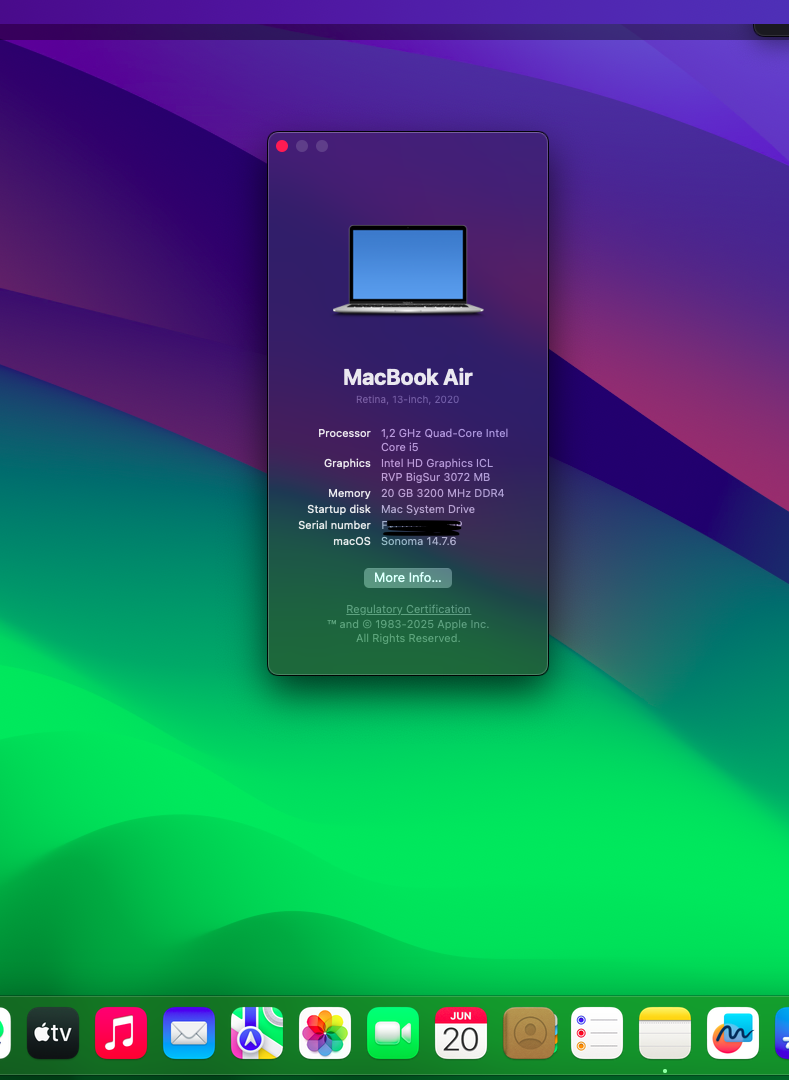 MacBook Air
Retina, 13-inch, 2020
Processor 1,2 GHz Quad-Core Intel
Core i5
Graphics Intel HD Graphics ICL
RVP BigSur 3072 MB
Memory 20 GB 3200 MHz DDR4
Startup disk Mac System Drive
Serial number
macOS Sonoma 14.7.6
More Info...
Regulatory Certification
™ and © 1983-2025 Apple Inc.
All Rights Reserved.
tv
JUN
20